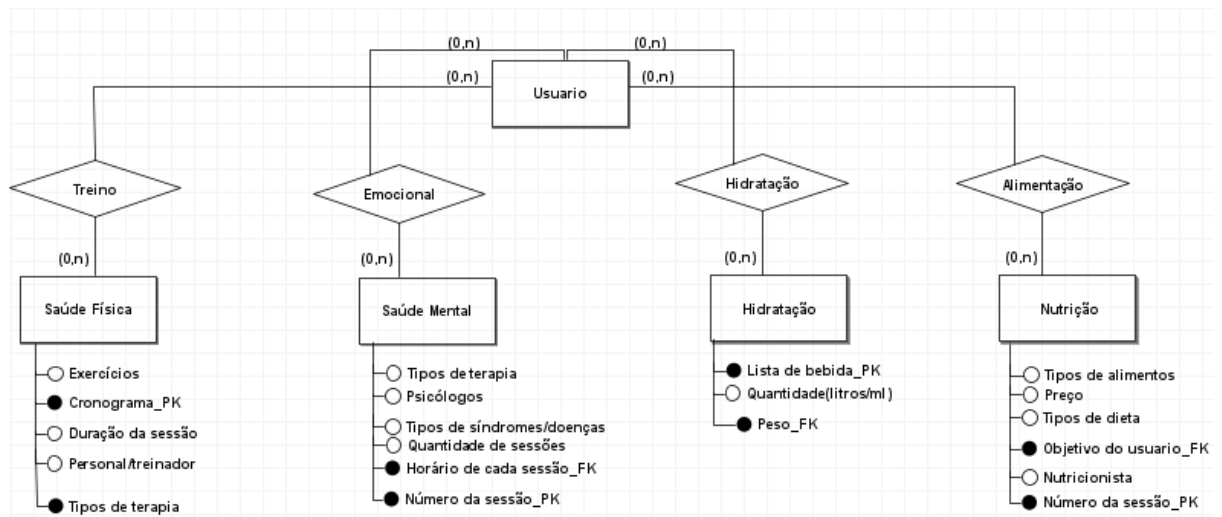 (0,n)
(0,n)
(0,n)
(0,n)
Usuario
Treino
Emocional
Hidratação
Alimentação
(0,n)
(0,n)
(0,n)
(0,n)
Saúde Física
Saúde Mental
Hidratação
Nutrição
Exercícios
Cronograma_PK
Duração da sessão
Personal/treinador
Tipos de terapia
Tipos de terapia
Psicólogos
Tipos de síndromes/doenças
Quantidade de sessões
Horário de cada sessão_FK
Número da sessão_PK
Lista de bebida_PK
Quantidade(litros/ml)
Peso_FK
Tipos de alimentos
Preço
Tipos de dieta
Objetivo do usuario_FK
Nutricionista
Número da sessão_PK